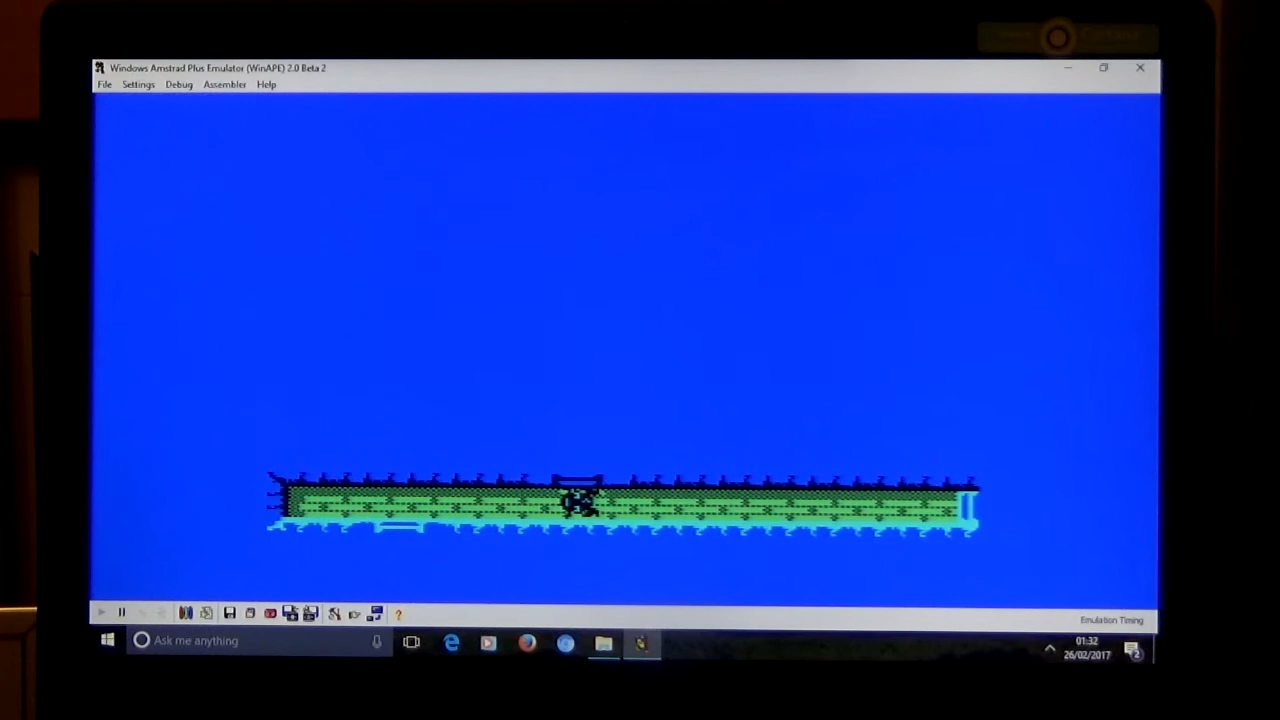 Windows Amstrad Plus Emulator (WinAPE) 2.0 Beta 2
File Settings Debug Assembler Help
Emulation Timing
Ask me anything
01:32
26/02/2017
2